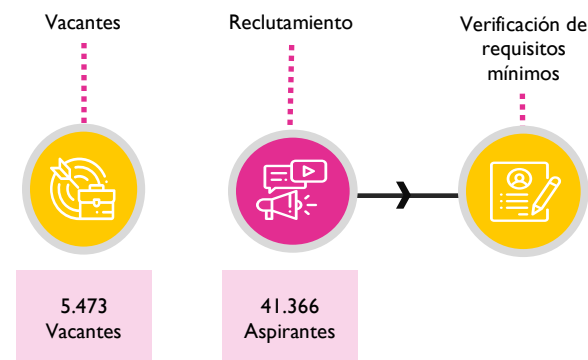 Vacantes
Reclutamiento
Verificación de
requisitos
mínimos
5.473
Vacantes
41.366
Aspirantes